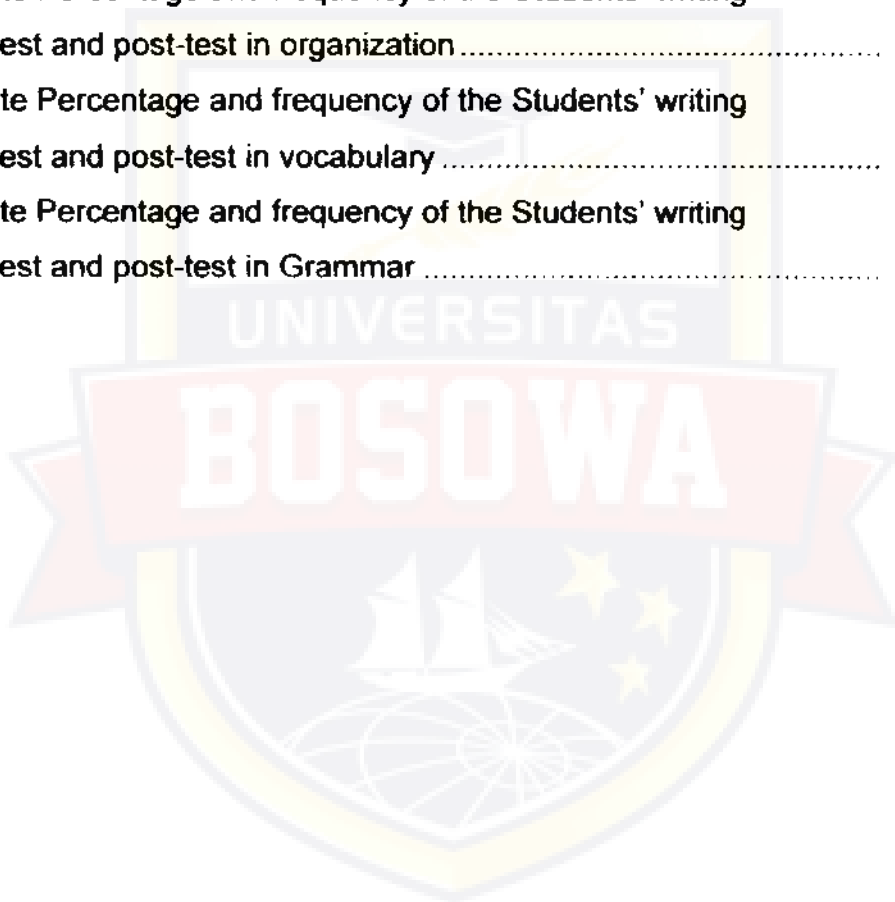 est and post-test in organization
te Percentage and frequency of the Students' writing
est and post-test in vocabulary
te Percentage and frequency of the Students' writing
est and post-test in Grammar
UNIVERSITAS
BOSOWA